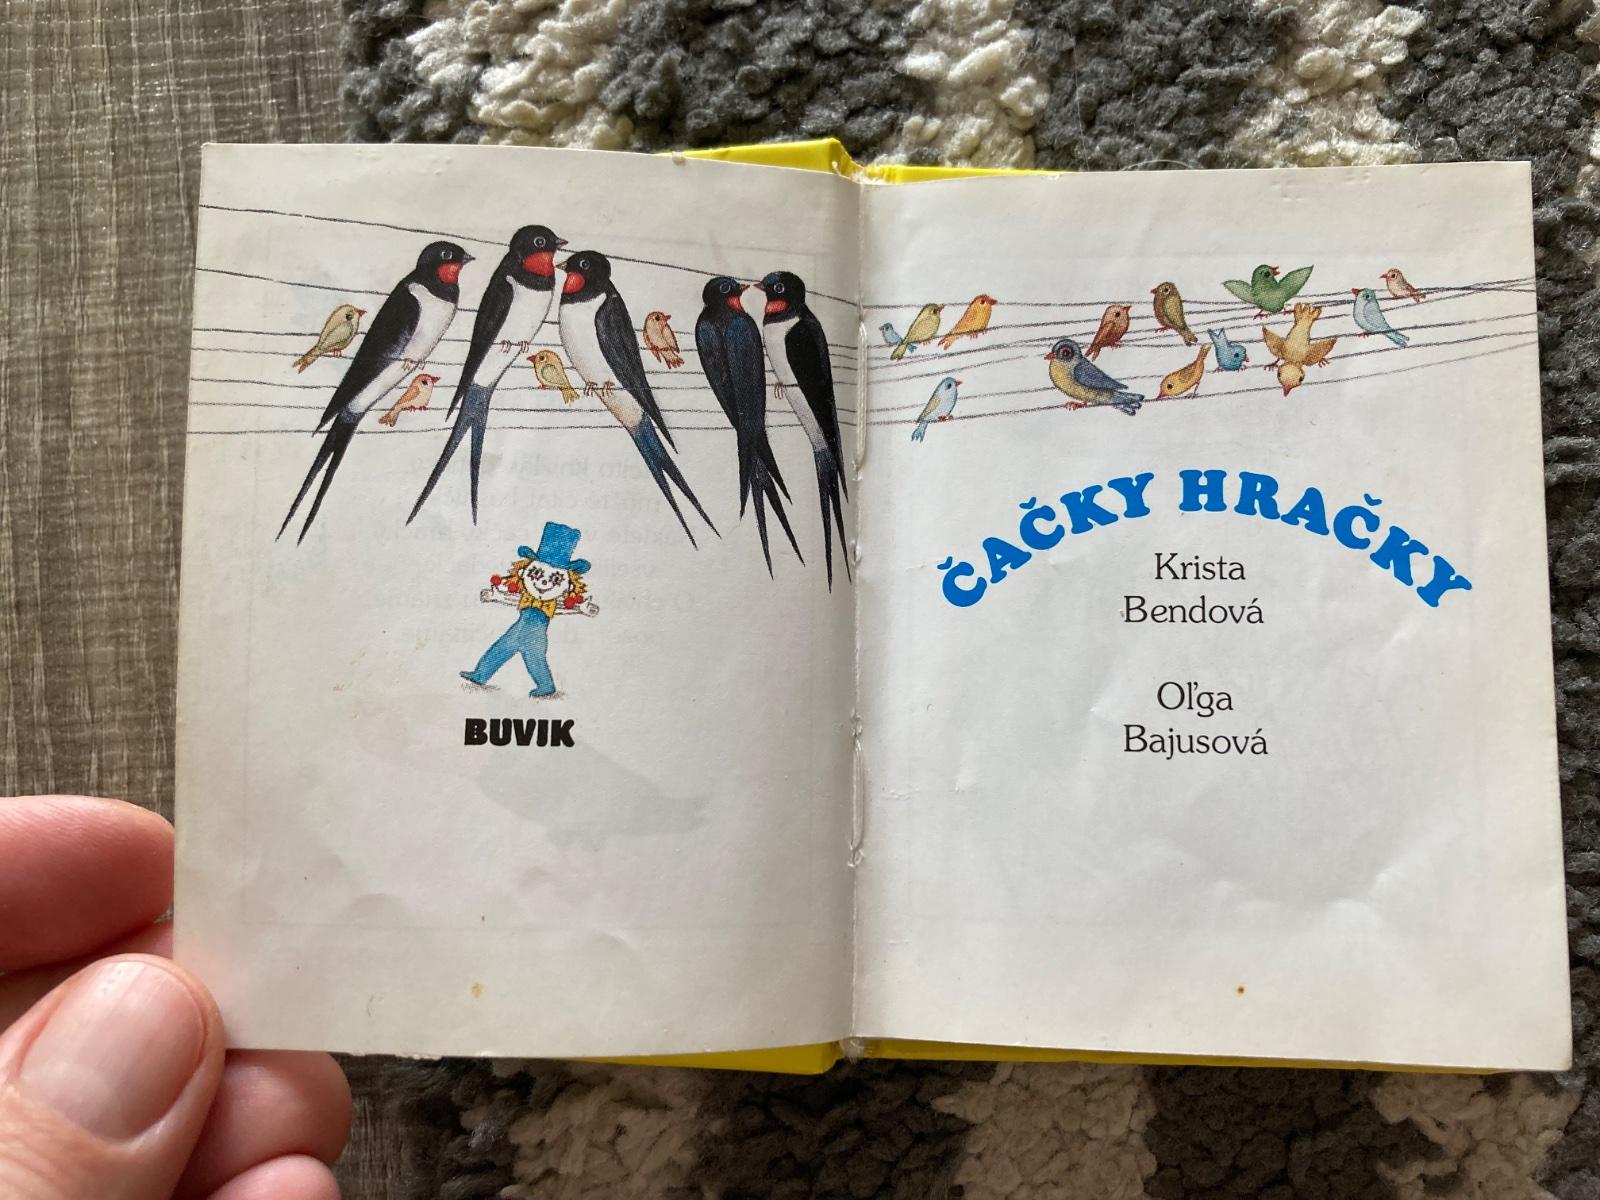 BUVIK
ČAČKY HRAČKY
Krista
Bendová
Oľga
Bajusová